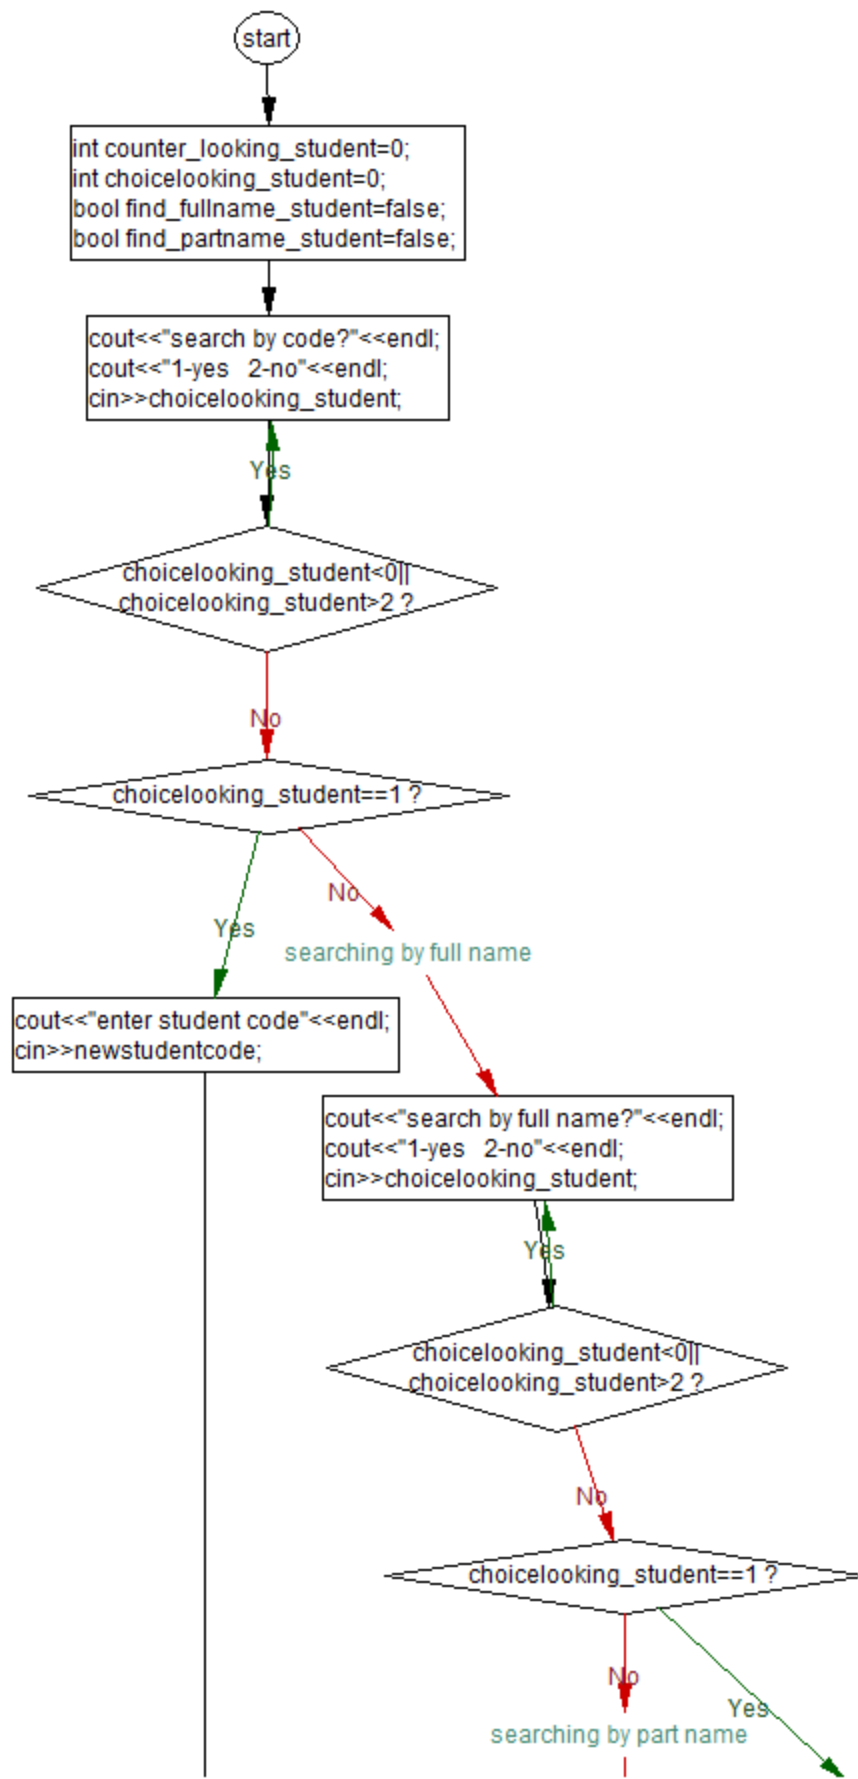 start
int counter_looking_student=0;
int choicelooking_student=0;
bool find_fullname_student=false;
bool find_partname_student=false;
cout<<"search by code?"<<endl;
cout<<"1-yes   2-no"<<endl;
cin>>choicelooking_student;
Yes
choicelooking_student<0||
choicelooking_student>2 ?
No
choicelooking_student==1 ?
No
Yes
searching by full name
cout<<"enter student code"<<endl;
cin>>newstudentcode;
cout<<"search by full name?"<<endl;
cout<<"1-yes   2-no"<<endl;
cin>>choicelooking_student;
Yes
choicelooking_student<0||
choicelooking_student>2 ?
No
choicelooking_student==1 ?
No
Yes
searching by part name